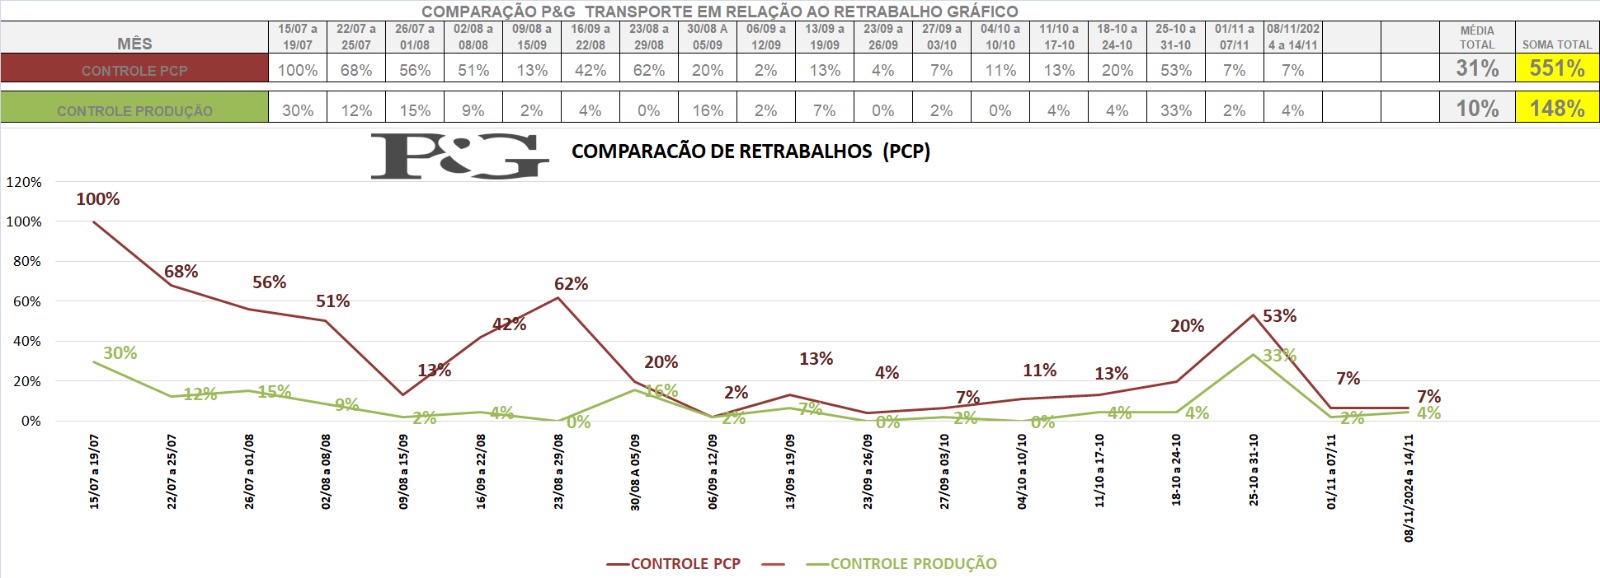 COMPARAÇÃO P&G TRANSPORTE EM RELAÇÃO AO RETRABALHO GRÁFICO
MÊS 15/07 a 19/07 22/07 a 25/07 26/07 a 01/08 02/08 a 08/08 09/08 a 15/09 16/09 a 22/08 23/08 a 29/08 30/08 A 05/09 06/09 a 12/09 13/09 a 19/09 23/09 a 26/09 27/09 a 03/10 04/10 a 10/10 11/10 a 17-10 18-10 a 24-10 25-10 a 31-10 01/11 a 07/11 08/11/2024 a 14/11 MÉDIA TOTAL SOMA TOTAL
CONTROLE PCP 100% 68% 56% 51% 13% 42% 62% 20% 2% 13% 4% 7% 11% 13% 20% 53% 7% 7% 31% 551%
CONTROLE PRODUÇÃO 30% 12% 15% 9% 2% 4% 0% 16% 2% 7% 0% 2% 0% 4% 4% 33% 2% 4% 10% 148%
P&G COMPARACÃO DE RETRABALHOS (PCP)
120%
100%
80%
60%
40%
20%
0%
100% 68% 56% 51% 13% 42% 62% 20% 2% 13% 4% 7% 11% 13% 20% 53% 7% 7%
30% 12% 15% 9% 2% 4% 0% 16% 2% 7% 0% 2% 0% 4% 4% 33% 2% 4%
15/07 a 19/07
22/07 a 25/07
26/07 a 01/08
02/08 a 08/08
09/08 a 15/09
16/09 a 22/08
23/08 a 29/08
30/08 A 05/09
06/09 a 12/09
13/09 a 19/09
23/09 a 26/09
27/09 a 03/10
04/10 a 10/10
11/10 a 17-10
18-10 a 24-10
25-10 a 31-10
01/11 a 07/11
08/11/2024 a 14/11
CONTROLE PCP CONTROLE PRODUÇÃO